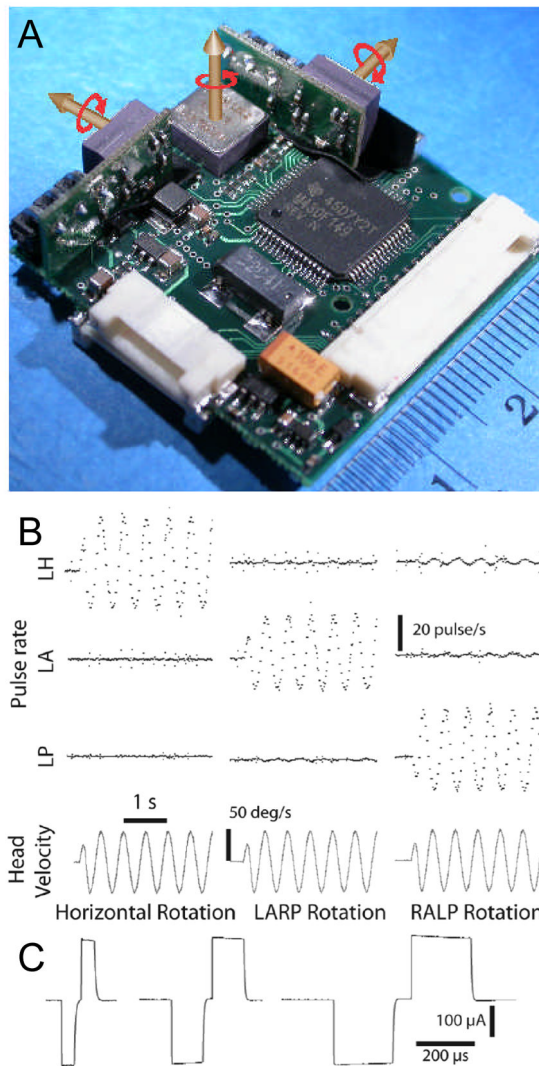 A
2
1
B
LH
LA
LP
Pulse rate
20 pulse/s
1 s
50 deg/s
Head
Velocity
Horizontal Rotation
LARP Rotation
RALP Rotation
C
100 µA
200 µs